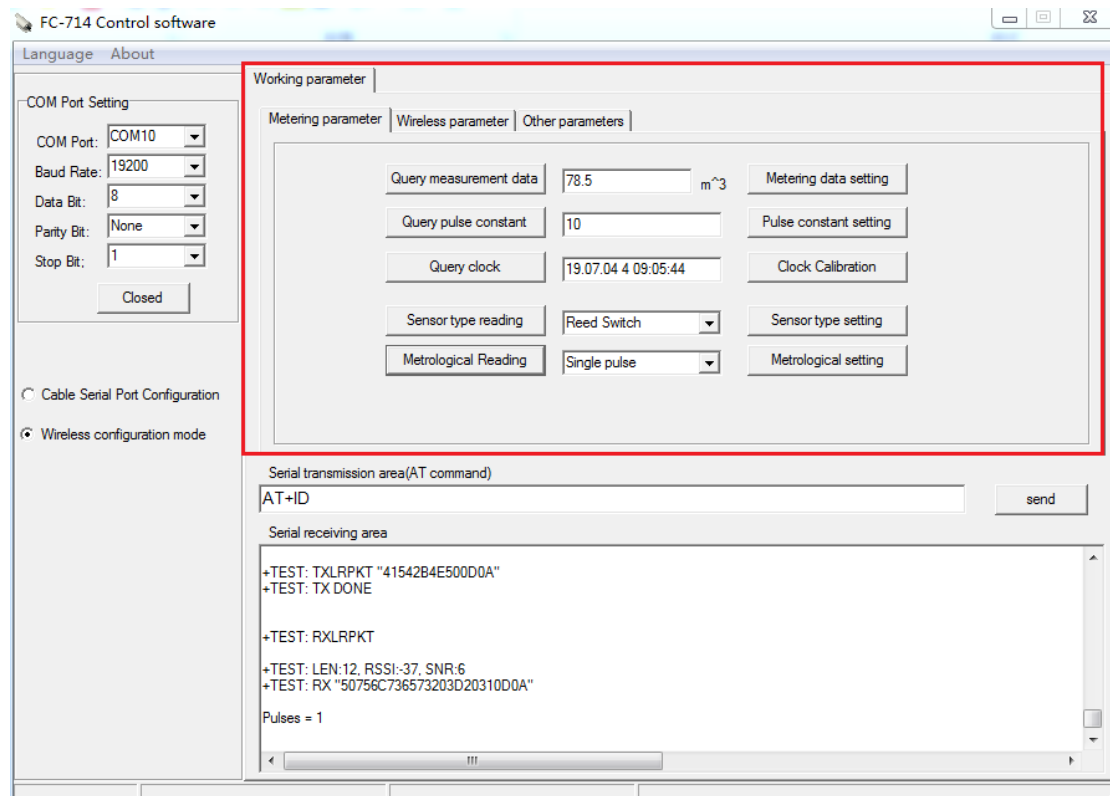 FC-714 Control software
Language About
Working parameter
COM Port Setting
Metering parameter Wireless parameter Other parameters
COM Port: COM10
Baud Rate: 19200
Data Bit: 8
Parity Bit: None
Stop Bit; 1
Closed
Query measurement data 78.5 m^3 Metering data setting
Query pulse constant 10 Pulse constant setting
Query clock 19.07.04 4 09:05:44 Clock Calibration
Sensor type reading Reed Switch Sensor type setting
Metrological Reading Single pulse Metrological setting
Cable Serial Port Configuration
Wireless configuration mode
Serial transmission area(AT command)
AT+ID send
Serial receiving area
+TEST: TXLRPKT "41542B4E500D0A"
+TEST: TX DONE
+TEST: RXLRPKT
+TEST: LEN:12, RSSI:-37, SNR:6
+TEST: RX "50756C736573203D20310D0A"
Pulses = 1